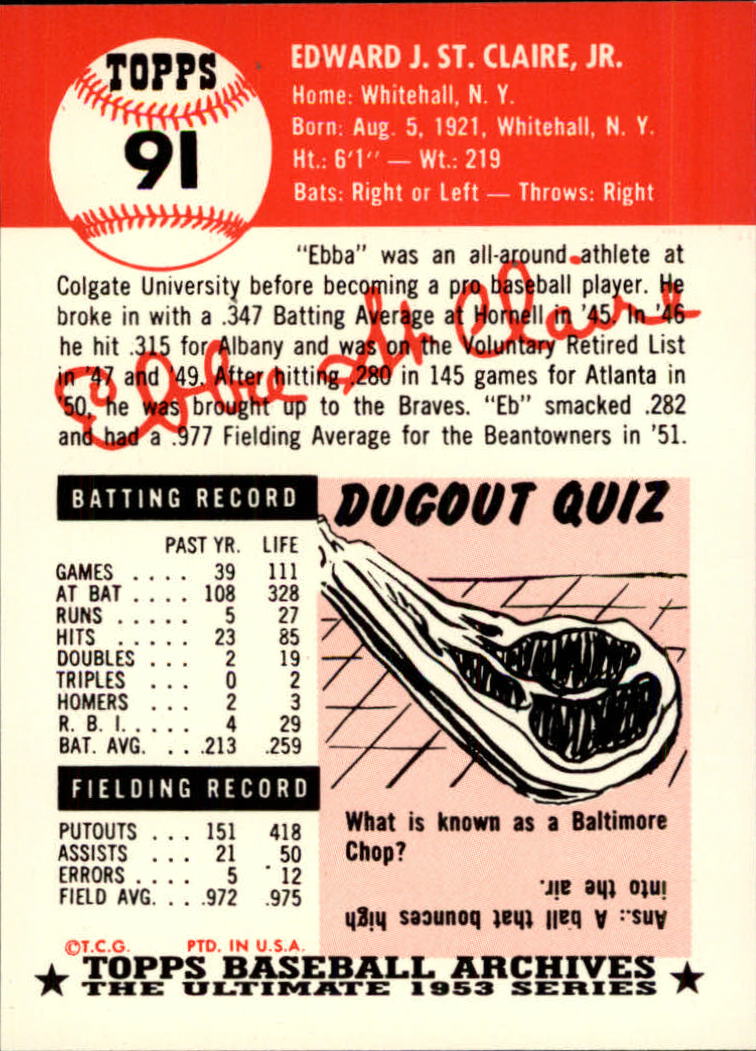 TOPPS
91
EDWARD J. ST. CLAIRE, JR.
Home: Whitehall, N. Y.
Born: Aug. 5, 1921, Whitehall, N. Y.
Ht.: 6'1" — Wt.: 219
Bats: Right or Left — Throws: Right
"Ebba" was an all-around athlete at
Colgate University before becoming a pro baseball player. He
broke in with a .347 Batting Average at Hornell in '45. In '46
he hit .315 for Albany and was on the Voluntary Retired List
in '47 and '49. After hitting .280 in 145 games for Atlanta in
'50, he was brought up to the Braves. "Eb" smacked .282
and had a .977 Fielding Average for the Beantowners in '51.
Ebba St Claire
BATTING RECORD
PAST YR. LIFE
GAMES . . . . 39 111
AT BAT . . . . 108 328
RUNS . . . . . 5 27
HITS . . . . . 23 85
DOUBLES . . . 2 19
TRIPLES . . . 0 2
HOMERS . . . 2 3
R. B. I. . . . . 4 29
BAT. AVG. . . .213 .259
FIELDING RECORD
PUTOUTS . . . 151 418
ASSISTS . . . 21 50
ERRORS . . . . 5 12
FIELD AVG. . . .972 .975
DUGOUT QUIZ
What is known as a Baltimore
Chop?
Ans.: A ball that bounces high
into the air.
©T.C.G. PTD. IN U.S.A.
★ TOPPS BASEBALL ARCHIVES ★
THE ULTIMATE 1953 SERIES